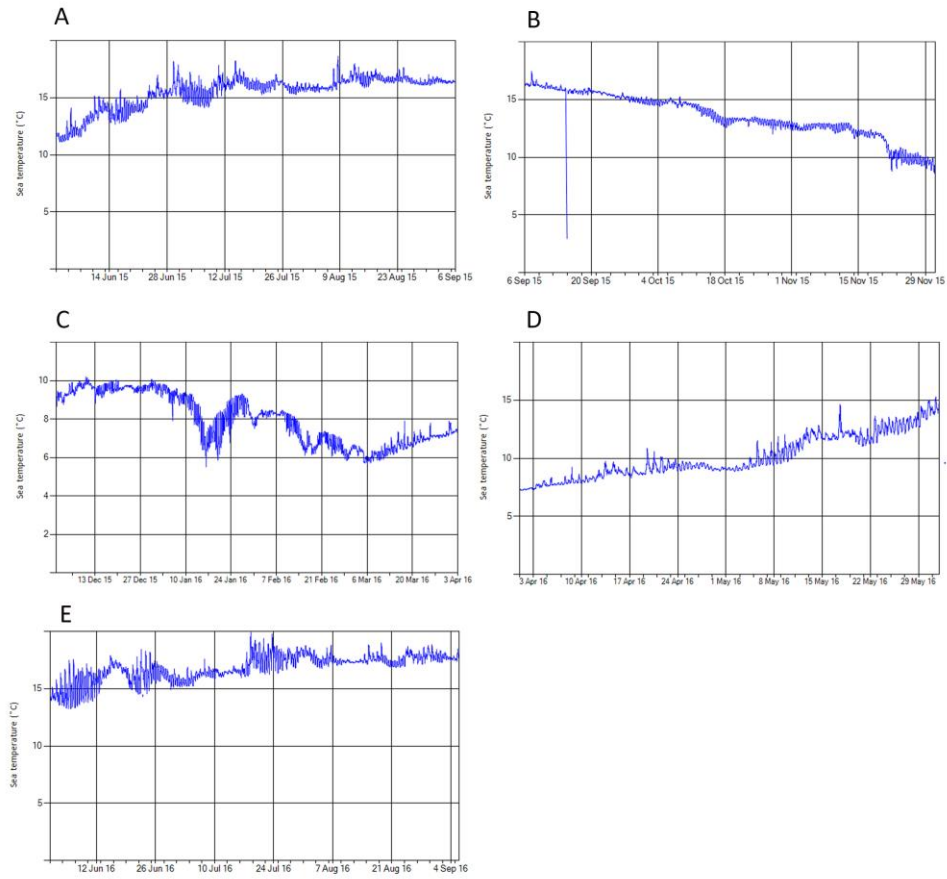 A
Sea temperature (˚C)
15
10
5
14 Jun 15 28 Jun 15 12 Jul 15 26 Jul 15 9 Aug 15 23 Aug 15 6 Sep 15
B
Sea temperature (˚C)
15
10
5
6 Sep 15 20 Sep 15 4 Oct 15 18 Oct 15 1 Nov 15 15 Nov 15 29 Nov 15
C
Sea temperature (˚C)
10
8
6
4
2
13 Dec 15 27 Dec 15 10 Jan 16 24 Jan 16 7 Feb 16 21 Feb 16 6 Mar 16 20 Mar 16 3 Apr 16
D
Sea temperature (˚C)
15
10
5
3 Apr 16 10 Apr 16 17 Apr 16 24 Apr 16 1 May 16 8 May 16 15 May 16 22 May 16 29 May 16
E
Sea temperature (˚C)
15
10
5
12 Jun 16 26 Jun 16 10 Jul 16 24 Jul 16 7 Aug 16 21 Aug 16 4 Sep 16